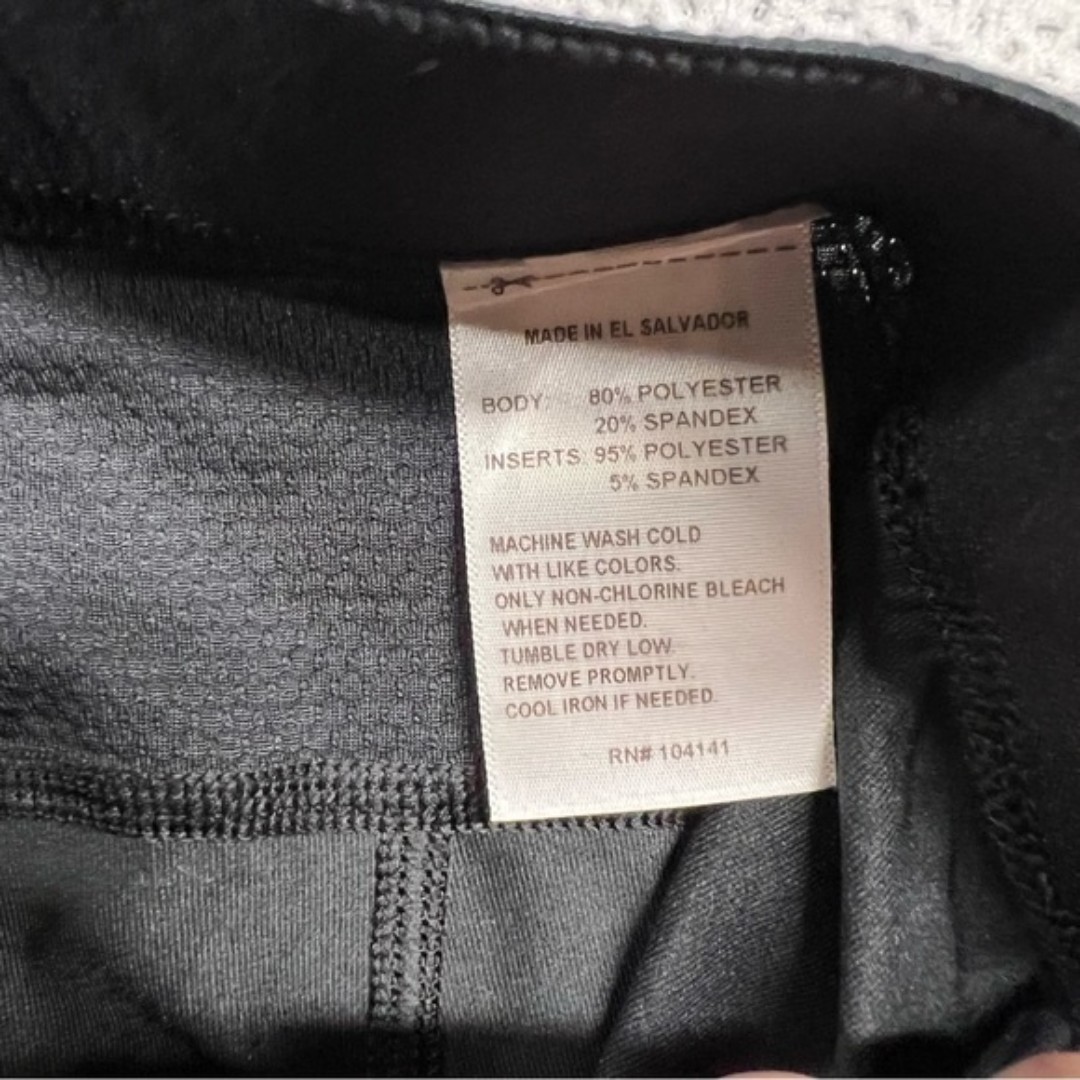 MADE IN EL SALVADOR
BODY: 80% POLYESTER
20% SPANDEX
INSERTS 95% POLYESTER
5% SPANDEX
MACHINE WASH COLD
WITH LIKE COLORS.
ONLY NON-CHLORINE BLEACH
WHEN NEEDED.
TUMBLE DRY LOW.
REMOVE PROMPTLY.
COOL IRON IF NEEDED.
RN# 104141